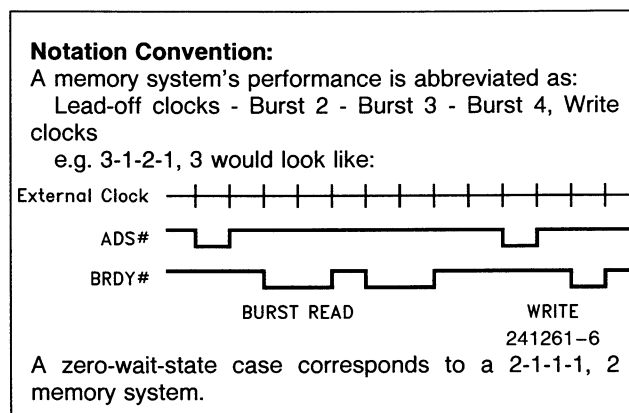 Notation Convention:
A memory system's performance is abbreviated as:
Lead-off clocks - Burst 2 - Burst 3 - Burst 4, Write
clocks
e.g. 3-1-2-1, 3 would look like:
External Clock
ADS#
BRDY#
BURST READ WRITE
241261-6
A zero-wait-state case corresponds to a 2-1-1-1, 2
memory system.